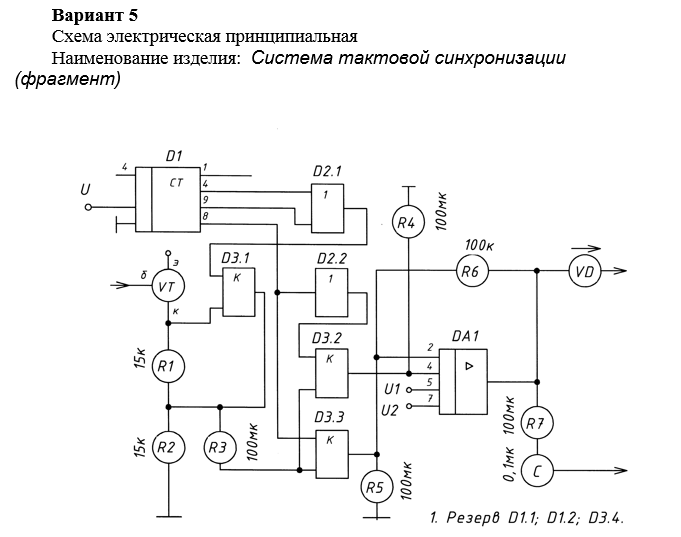 Вариант 5
Схема электрическая принципиальная
Наименование изделия: Система тактовой синхронизации
(фрагмент)
D1
4
CT
1
4
9
8
U
D2.1
1
R4
100мк
100к
R6
VD
э
б
VT
к
D3.1
К
D2.2
1
D3.2
К
DA1
2
4
5
7
U1
U2
15к
R1
15к
R2
R3
100мк
D3.3
К
R5
100мк
100мк
R7
0,1мк
C
1. Резерв D1.1; D1.2; D3.4.